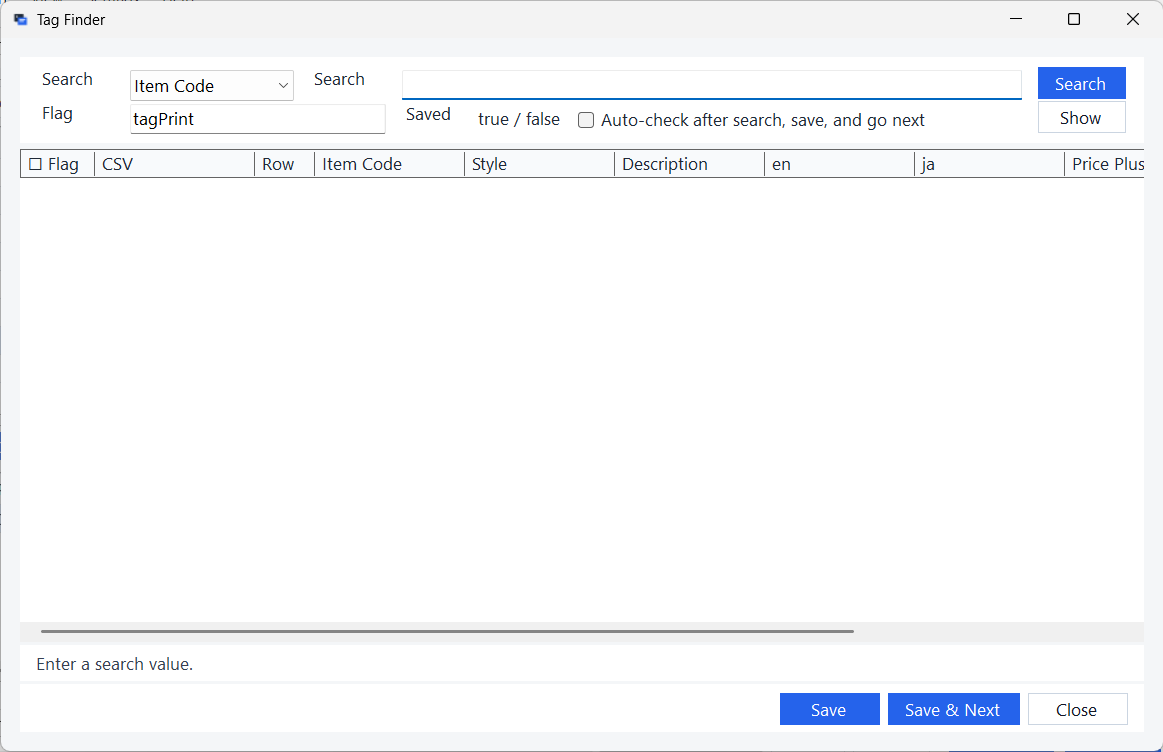 Tag Finder
Search Item Code Search Search
Flag tagPrint Saved true / false Auto-check after search, save, and go next Show
Flag CSV Row Item Code Style Description en ja Price Plus
Enter a search value.
Save Save & Next Close